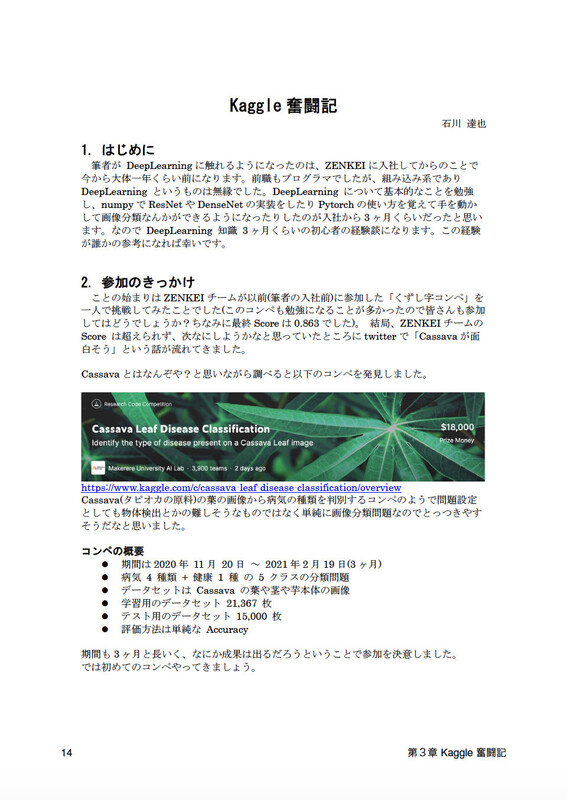 Kaggle 奮闘記
石川 達也
1. はじめに
筆者が DeepLearning に触れるようになったのは、ZENKEI に入社してからのことで
今から大体一年くらい前になります。前職もプログラマでしたが、組み込み系であり
DeepLearning というものは無縁でした。DeepLearning について基本的なことを勉強
し、numpy で ResNet や DenseNet の実装をしたり Pytorch の使い方を覚えて手を動か
して画像分類なんかができるようになったりしたのが入社から 3 ヶ月くらいだったと思い
ます。なので DeepLearning 知識 3 ヶ月くらいの初心者の経験談になります。この経験
が誰かの参考になれば幸いです。
2. 参加のきっかけ
ことの始まりは ZENKEI チームが以前(筆者の入社前)に参加した「くずし字コンペ」を
一人で挑戦してみたことでした(このコンペも勉強になることが多かったので皆さんも参加
してはどうでしょうか？ちなみに最終 Score は 0.863 でした)。 結局、ZENKEI チームの
Score は超えられず、次なにしようかなと思っていたところに twitter で「Cassava が面
白そう」という話が流れてきました。
Cassava とはなんぞや？と思いながら調べると以下のコンペを発見しました。
Research Code Competition
Cassava Leaf Disease Classification
$18,000
Identify the type of disease present on a Cassava Leaf image
Prize Money
Makerere University AI Lab · 3,900 teams · 2 days ago
https://www.kaggle.com/c/cassava-leaf-disease-classification/overview
Cassava(タピオカの原料)の葉の画像から病気の種類を判別するコンペのようで問題設定
としても物体検出とかの難しそうなものではなく単純に画像分類問題なのでとっつきやす
そうだなと思いました。
コンペの概要
● 期間は 2020 年 11 月 20 日 ～ 2021 年 2 月 19 日(3 ヶ月)
● 病気 4 種類 + 健康 1 種 の 5 クラスの分類問題
● データセットは Cassava の葉や茎や芋本体の画像
● 学習用のデータセット 21,367 枚
● テスト用のデータセット 15,000 枚
● 評価方法は単純な Accuracy
期間も 3 ヶ月と長いく、なにか成果は出るだろうということで参加を決意しました。
では初めてのコンペやってきましょう。
14
第３章 Kaggle 奮闘記